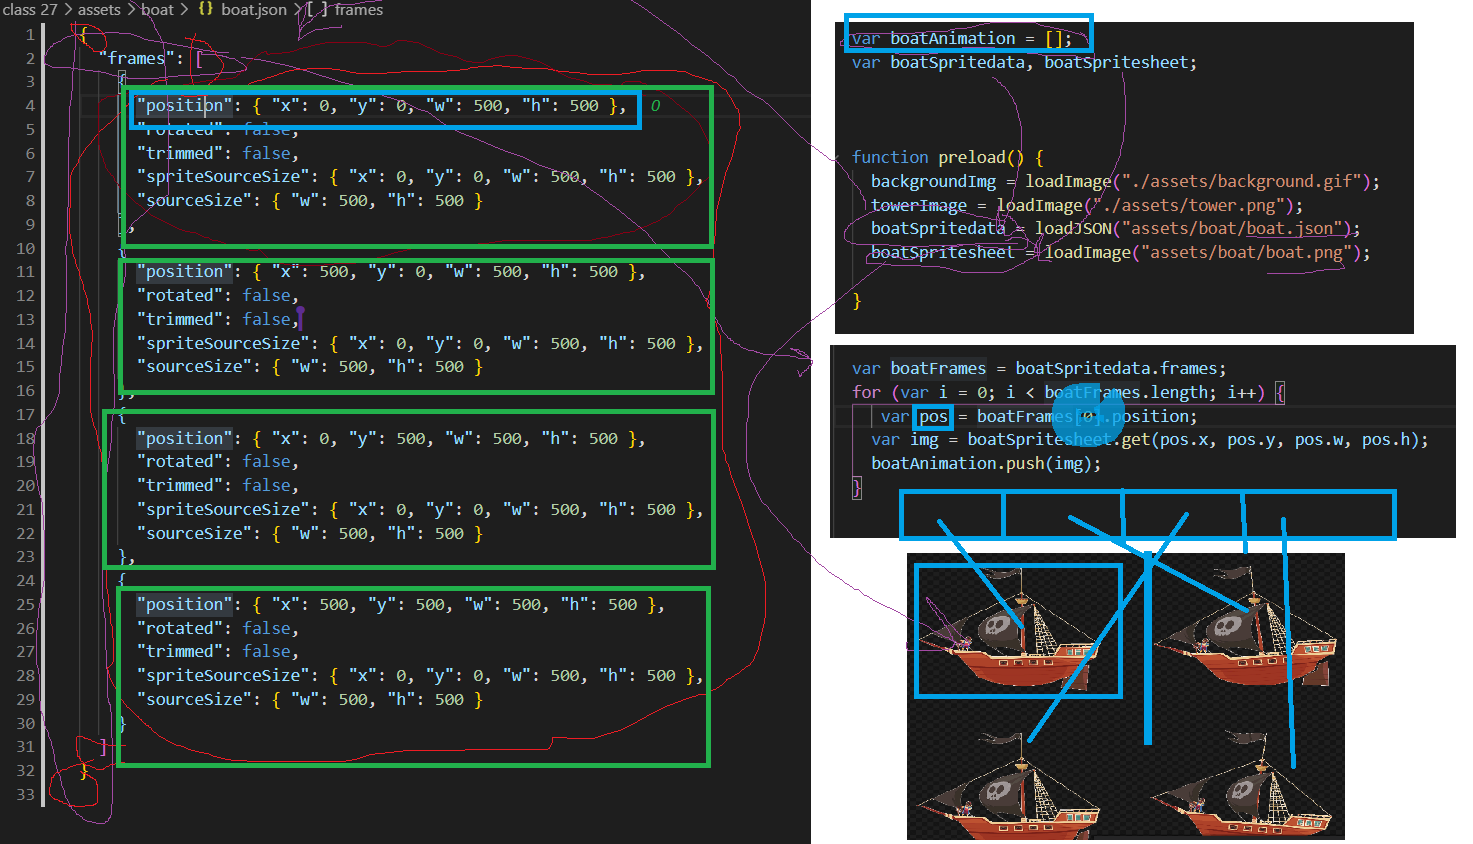 class 27 > assets > boat > {} boat.json > [ ] frames
1 {
2 "frames": [
3 {
4 "position": { "x": 0, "y": 0, "w": 500, "h": 500 }, 0
5 "rotated": false,
6 "trimmed": false,
7 "spriteSourceSize": { "x": 0, "y": 0, "w": 500, "h": 500 },
8 "sourceSize": { "w": 500, "h": 500 }
9 },
10 {
11 "position": { "x": 500, "y": 0, "w": 500, "h": 500 },
12 "rotated": false,
13 "trimmed": false,
14 "spriteSourceSize": { "x": 0, "y": 0, "w": 500, "h": 500 },
15 "sourceSize": { "w": 500, "h": 500 }
16 },
17 {
18 "position": { "x": 0, "y": 500, "w": 500, "h": 500 },
19 "rotated": false,
20 "trimmed": false,
21 "spriteSourceSize": { "x": 0, "y": 0, "w": 500, "h": 500 },
22 "sourceSize": { "w": 500, "h": 500 }
23 },
24 {
25 "position": { "x": 500, "y": 500, "w": 500, "h": 500 },
26 "rotated": false,
27 "trimmed": false,
28 "spriteSourceSize": { "x": 0, "y": 0, "w": 500, "h": 500 },
29 "sourceSize": { "w": 500, "h": 500 }
30 }
31 ]
32 }
33
var boatAnimation = [];
var boatSpritedata, boatSpritesheet;
function preload() {
backgroundImg = loadImage("./assets/background.gif");
towerImage = loadImage("./assets/tower.png");
boatSpritedata = loadJSON("assets/boat/boat.json");
boatSpritesheet = loadImage("assets/boat/boat.png");
}
var boatFrames = boatSpritedata.frames;
for (var i = 0; i < boatFrames.length; i++) {
var pos = boatFrames[0].position;
var img = boatSpritesheet.get(pos.x, pos.y, pos.w, pos.h);
boatAnimation.push(img);
}